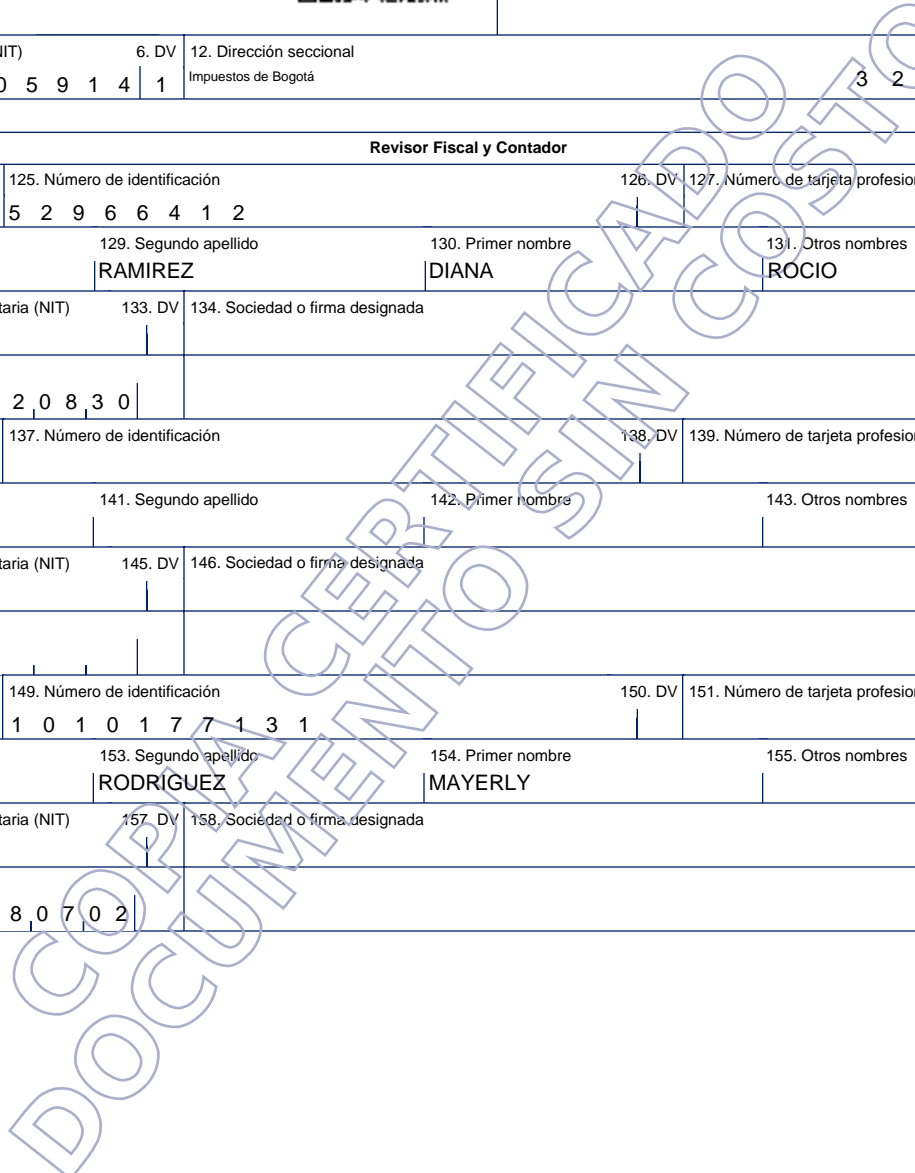 IIT) 6. DV 12. Dirección seccional
0 5 9 1 4 1 Impuestos de Bogotá 3 2
Revisor Fiscal y Contador
125. Número de identificación 126. DV 127. Número de tarjeta profesion
5 2 9 6 6 4 1 2
129. Segundo apellido 130. Primer nombre 131. Otros nombres
RAMIREZ DIANA ROCIO
taria (NIT) 133. DV 134. Sociedad o firma designada
2 0 8 3 0
137. Número de identificación 138. DV 139. Número de tarjeta profesion
141. Segundo apellido 142. Primer nombre 143. Otros nombres
taria (NIT) 145. DV 146. Sociedad o firma designada
149. Número de identificación 150. DV 151. Número de tarjeta profesion
1 0 1 0 1 7 7 1 3 1
153. Segundo apellido 154. Primer nombre 155. Otros nombres
RODRIGUEZ MAYERLY
taria (NIT) 157. DV 158. Sociedad o firma designada
8 0 7 0 2
COPIA CERTIFICADO
DOCUMENTO SIN COSTO